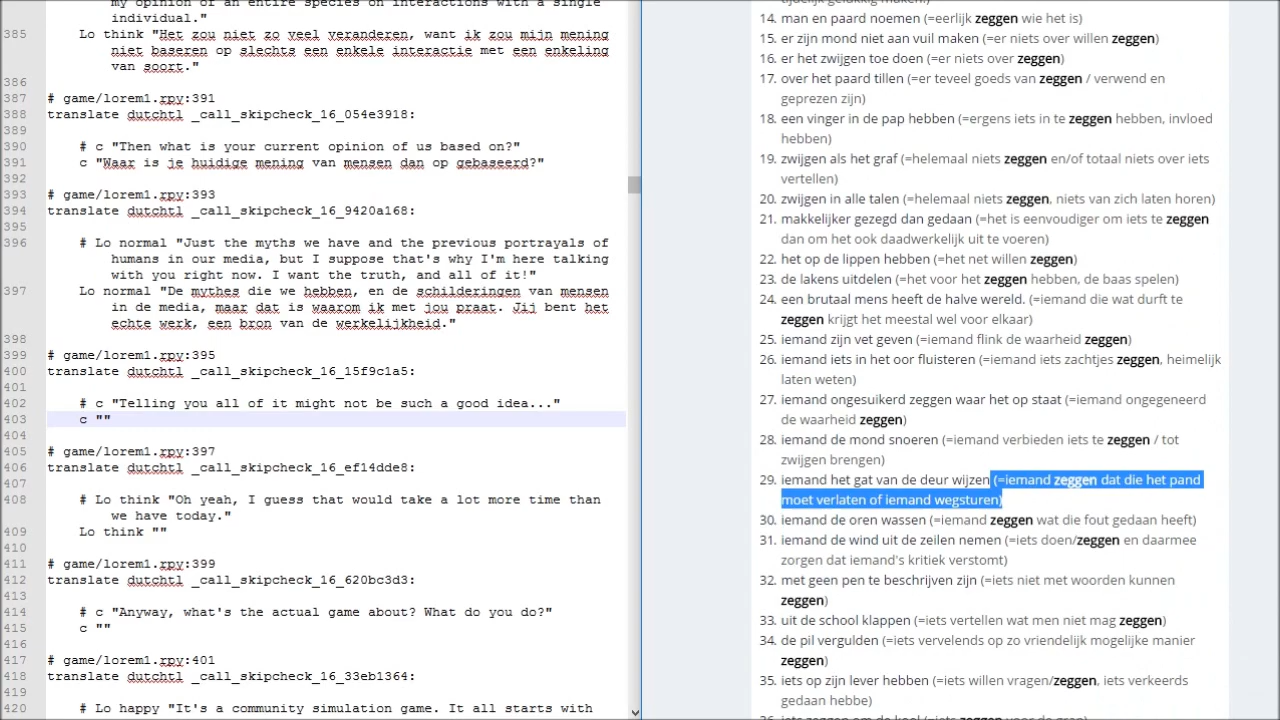 my opinion of an entire species on interactions with a single
individual."
385 Lo think "Het zou niet zo veel veranderen, want ik zou mijn mening
niet baseren op slechts een enkele interactie met een enkeling
van soort."
386
387 # game/lorem1.rpy:391
388 translate dutchtl _call_skipcheck_16_054e3918:
389
390 # c "Then what is your current opinion of us based on?"
391 c "Waar is je huidige mening van mensen dan op gebaseerd?"
392
393 # game/lorem1.rpy:393
394 translate dutchtl _call_skipcheck_16_9420a168:
395
396 # Lo normal "Just the myths we have and the previous portrayals of
humans in our media, but I suppose that's why I'm here talking
with you right now. I want the truth, and all of it!"
397 Lo normal "De mythes die we hebben, en de schilderingen van mensen
in de media, maar dat is waarom ik met jou praat. Jij bent het
echte werk, een bron van de werkelijkheid."
398
399 # game/lorem1.rpy:395
400 translate dutchtl _call_skipcheck_16_15f9c1a5:
401
402 # c "Telling you all of it might not be such a good idea..."
403 c ""
404
405 # game/lorem1.rpy:397
406 translate dutchtl _call_skipcheck_16_ef14dde8:
407
408 # Lo think "Oh yeah, I guess that would take a lot more time than
we have today."
409 Lo think ""
410
411 # game/lorem1.rpy:399
412 translate dutchtl _call_skipcheck_16_620bc3d3:
413
414 # c "Anyway, what's the actual game about? What do you do?"
415 c ""
416
417 # game/lorem1.rpy:401
418 translate dutchtl _call_skipcheck_16_33eb1364:
419
420 # Lo happy "It's a community simulation game. It all starts with
14. man en paard noemen (=eerlijk zeggen wie het is)
15. er zijn mond niet aan vuil maken (=er niets over willen zeggen)
16. er het zwijgen toe doen (=er niets over zeggen)
17. over het paard tillen (=er teveel goeds van zeggen / verwend en
geprezen zijn)
18. een vinger in de pap hebben (=ergens iets in te zeggen hebben, invloed
hebben)
19. zwijgen als het graf (=helemaal niets zeggen en/of totaal niets over iets
vertellen)
20. zwijgen in alle talen (=helemaal niets zeggen, niets van zich laten horen)
21. makkelijker gezegd dan gedaan (=het is eenvoudiger om iets te zeggen
dan om het ook daadwerkelijk uit te voeren)
22. het op de lippen hebben (=het net willen zeggen)
23. de lakens uitdelen (=het voor het zeggen hebben, de baas spelen)
24. een brutaal mens heeft de halve wereld. (=iemand die wat durft te
zeggen krijgt het meestal wel voor elkaar)
25. iemand zijn vet geven (=iemand flink de waarheid zeggen)
26. iemand iets in het oor fluisteren (=iemand iets zachtjes zeggen, heimelijk
laten weten)
27. iemand ongesuikerd zeggen waar het op staat (=iemand ongegeneerd
de waarheid zeggen)
28. iemand de mond snoeren (=iemand verbieden iets te zeggen / tot
zwijgen brengen)
29. iemand het gat van de deur wijzen (=iemand zeggen dat die het pand
moet verlaten of iemand wegsturen)
30. iemand de oren wassen (=iemand zeggen wat die fout gedaan heeft)
31. iemand de wind uit de zeilen nemen (=iets doen/zeggen en daarmee
zorgen dat iemand's kritiek verstomt)
32. met geen pen te beschrijven zijn (=iets niet met woorden kunnen
zeggen)
33. uit de school klappen (=iets vertellen wat men niet mag zeggen)
34. de pil vergulden (=iets vervelends op zo vriendelijk mogelijke manier
zeggen)
35. iets op zijn lever hebben (=iets willen vragen/zeggen, iets verkeerds
gedaan hebbe)